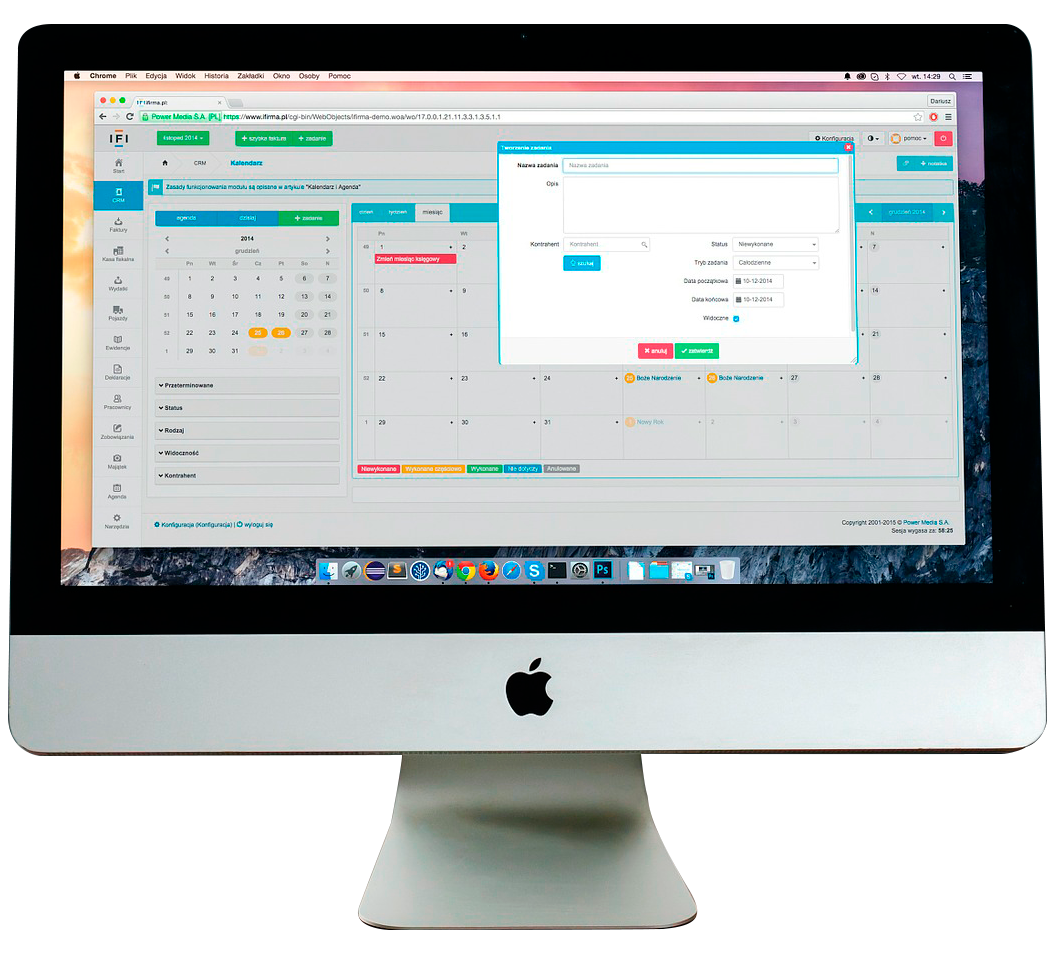 Chrome Plik Edycja Widok Historia Zakładki Okno Osoby Pomoc wt. 14:29
ifirma.pl: Dariusz
Power Media S.A. [PL] https://www.ifirma.pl/cgi-bin/WebObjects/ifirma-demo.woa/wo/17.0.0.1.21.11.3.3.1.3.5.1.1
IFI listopad 2014 + szybka faktura + zadanie Konfiguracja pomoc
Start CRM Kalendarz + notatka
CRM
Zasady funkcjonowania modułu są opisane w artykule "Kalendarz i Agenda"
Faktury
Kasa fiskalna
Wydatki
Pojazdy
Ewidencje
Deklaracje
Pracownicy
Zobowiązania
Majątek
Agenda
Narzędzia
agenda dzisiaj + zadanie
2014
grudzień
Pn Wt Śr Cz Pt So N
49 1 2 3 4 5 6 7
50 8 9 10 11 12 13 14
51 15 16 17 18 19 20 21
52 22 23 24 25 26 27 28
1 29 30 31 1 2 3 4
Przeterminowane
Status
Rodzaj
Widoczność
Kontrahent
dzień tydzień miesiąc grudzień 2014
Pn Wt N
49 1 + 2 + 7 +
Zmień miesiąc księgowy
50 8 + 9 + 14 +
51 15 + 16 + 21 +
52 22 + 23 + 24 + 25 Boże Narodzenie + 26 Boże Narodzenie + 27 + 28 +
1 29 + 30 + 31 + 1 Nowy Rok + 2 + 3 + 4 +
Niewykonane Wykonane częściowo Wykonane Nie dotyczy Anulowane
Tworzenie zadania
Nazwa zadania Nazwa zadania
Opis
Kontrahent Kontrahent Status Niewykonane
szukaj Tryb zadania Całodzienne
Data początkowa 10-12-2014
Data końcowa 10-12-2014
Widoczne
anuluj zatwierdź
Konfiguracja (Konfiguracja) | wyloguj się
Copyright 2001-2015 © Power Media S.A.
Sesja wygasa za: 58:25
S S Ps